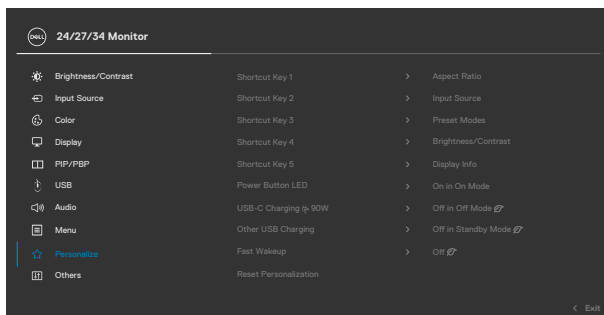 DELL 24/27/34 Monitor
Brightness/Contrast Shortcut Key 1 > Aspect Ratio
Input Source Shortcut Key 2 > Input Source
Color Shortcut Key 3 > Preset Modes
Display Shortcut Key 4 > Brightness/Contrast
PIP/PBP Shortcut Key 5 > Display Info
USB Power Button LED > On in On Mode
Audio USB-C Charging 90W > Off in Off Mode
Menu Other USB Charging > Off in Standby Mode
Personalize Fast Wakeup > Off
Others Reset Personalization
< Exit